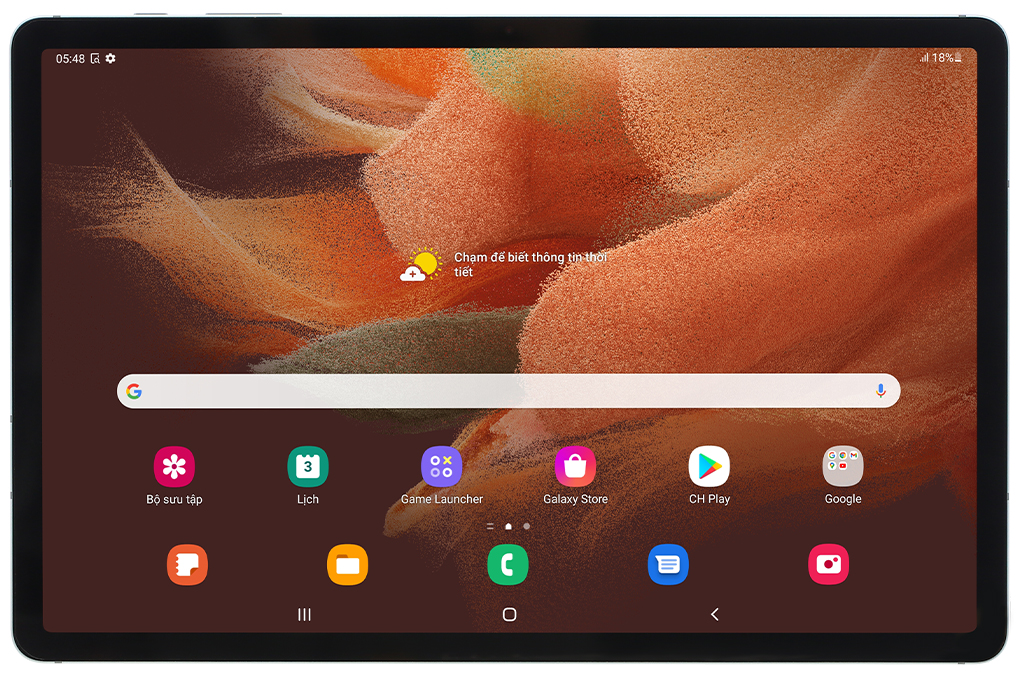 05:48
18%
Chạm để biết thông tin thời
tiết
Bộ sưu tập
3
Lịch
Game Launcher
Galaxy Store
CH Play
Google